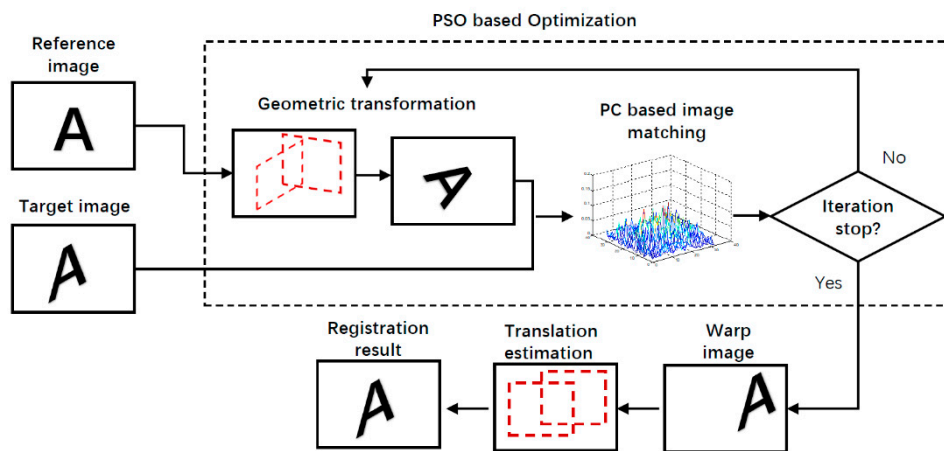 PSO based Optimization
Reference
image
A
Geometric transformation
A
PC based image
matching
No
Iteration
stop?
Yes
Target image
A
Registration
result
A
Translation
estimation
Warp
image
A